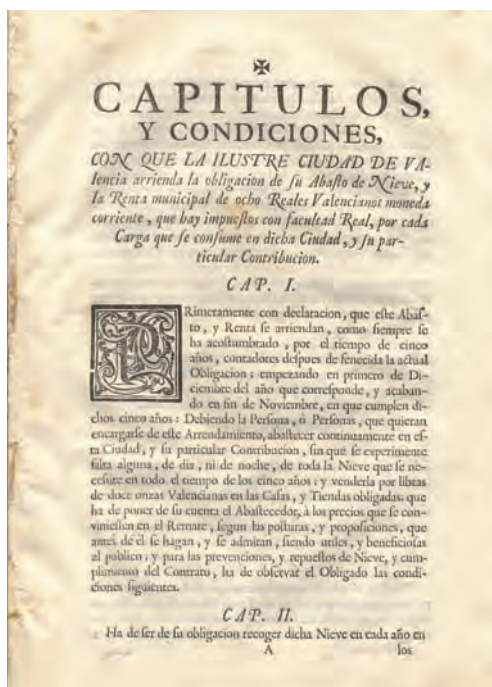 ✠
CAPITULOS,
Y CONDICIONES,
CON QUE LA ILUSTRE CIUDAD DE VA-
lencia arrienda la obligacion de ſu Abaſto de Nieve, y
la Renta municipal de ocho Reales Valencianos moneda
corriente, que hay impueſtos con facultad Real, por cada
Carga que ſe conſume en dicha Ciudad, y ſu par-
ticular Contribucion.
CAP. I.
PRimeramente con declaracion, que eſte Abaſ-
to, y Renta ſe arriendan, como ſiempre ſe
ha acoſtumbrado, por el tiempo de cinco
años, contadores deſpues de fenecida la actual
Obligacion: empezando en primero de Di-
ciembre del año que correſponde, y acaban-
do en fin de Noviembre, en que cumplen di-
chos cinco años: Debiendo la Perſona, ò Perſonas, que quieran
encargarſe de eſte Arrendamiento, abaſtecer continuamente en eſ-
ta Ciudad, y ſu particular Contribucion, ſin que ſe experimente
falta alguna, de dia, ni de noche, de toda la Nieve que ſe ne-
ceſsite en todo el tiempo de los cinco años: y venderla por libras
de doce onzas Valencianas en las Caſas, y Tiendas obligadas, que
ha de poner de ſu cuenta el Abaſtecedor, à los precios que ſe con-
vinieſſen en el Remate, ſegun las poſturas, y propoſiciones, que
antes de èl ſe hagan, y ſe admitan, ſiendo utiles, y beneficioſas
al publico: y para las prevenciones, y repueſtos de Nieve, y cum-
plimiento del Contrato, ha de obſervar el Obligado las condi-
ciones ſiguientes.
CAP. II.
Ha de ſer de ſu obligacion recoger dicha Nieve en cada año en
A los